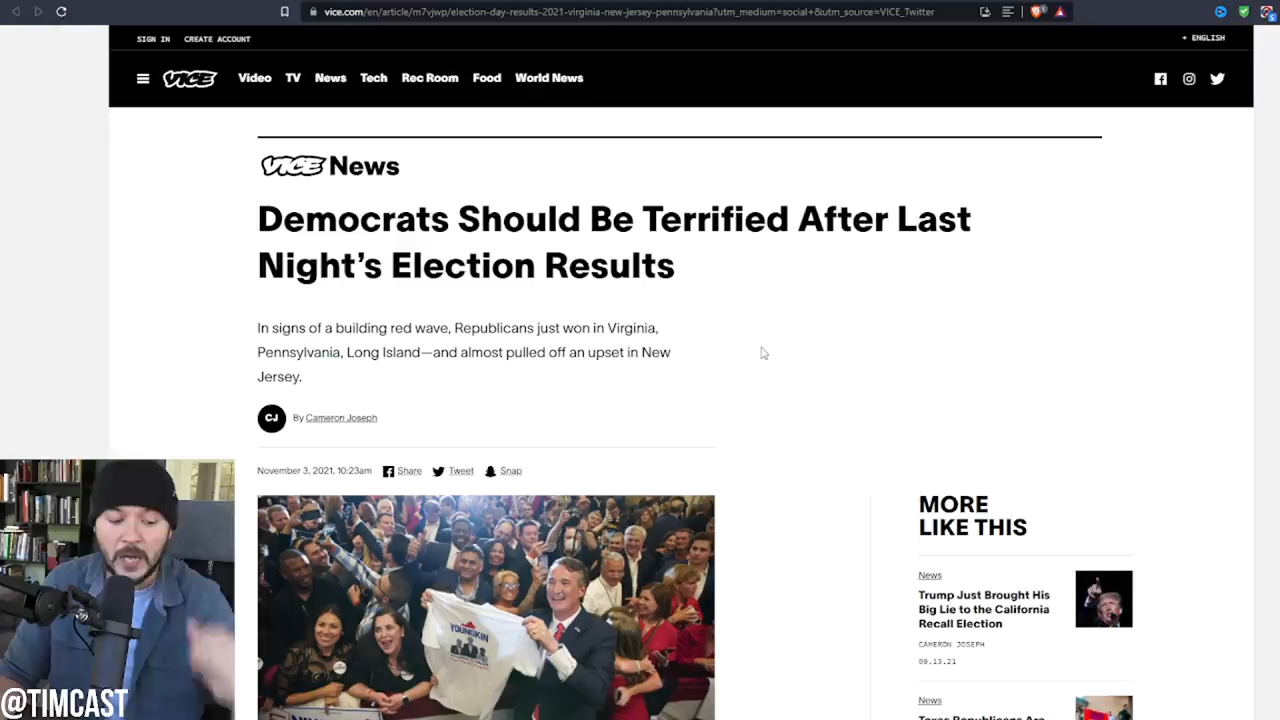 vice.com/en/article/m7vjwp/election-day-results-2021-virginia-new-jersey-pennsylvania?utm_medium=social+&utm_source=VICE_Twitter
SIGN IN CREATE ACCOUNT
+ ENGLISH
VICE Video TV News Tech Rec Room Food World News
VICE News
Democrats Should Be Terrified After Last
Night’s Election Results
In signs of a building red wave, Republicans just won in Virginia,
Pennsylvania, Long Island—and almost pulled off an upset in New
Jersey.
CJ By Cameron Joseph
November 3, 2021, 10:23am Share Tweet Snap
YOUNGKIN
MORE
LIKE THIS
News
Trump Just Brought His
Big Lie to the California
Recall Election
CAMERON JOSEPH
09.13.21
News
Texas Republicans Are
@TIMCAST